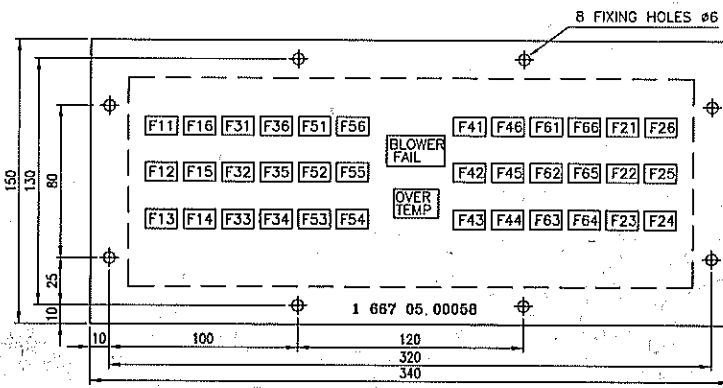 8 FIXING HOLES ø6
F11 F16 F31 F36 F51 F56 F41 F46 F61 F66 F21 F26
BLOWER
FAIL
F12 F15 F32 F35 F52 F55 F42 F45 F62 F65 F22 F25
OVER
TEMP
F13 F14 F33 F34 F53 F54 F43 F44 F63 F64 F23 F24
150
130
80
25
10
1 667 05.00058
10
100
120
320
340